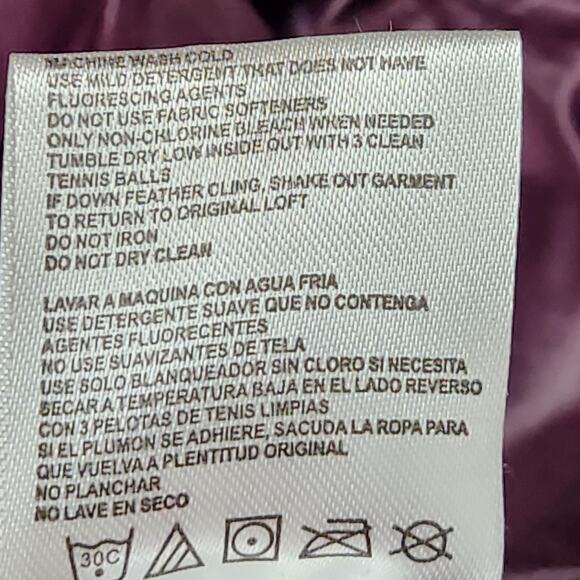 MACHINE WASH COLD
USE MILD DETERGENT THAT DOES NOT HAVE
FLUORESCING AGENTS
DO NOT USE FABRIC SOFTENERS
ONLY NON-CHLORINE BLEACH WHEN NEEDED
TUMBLE DRY LOW INSIDE OUT WITH 3 CLEAN
TENNIS BALLS
IF DOWN FEATHER CLING, SHAKE OUT GARMENT
TO RETURN TO ORIGINAL LOFT
DO NOT IRON
DO NOT DRY CLEAN
LAVAR A MAQUINA CON AGUA FRIA
USE DETERGENTE SUAVE QUE NO CONTENGA
AGENTES FLUORECENTES
NO USE SUAVIZANTES DE TELA
USE SOLO BLANQUEADOR SIN CLORO SI NECESITA
SECAR A TEMPERATURA BAJA EN EL LADO REVERSO
CON 3 PELOTAS DE TENIS LIMPIAS
SI EL PLUMON SE ADHIERE, SACUDA LA ROPA PARA
QUE VUELVA A PLENTITUD ORIGINAL
NO PLANCHAR
NO LAVE EN SECO
30C